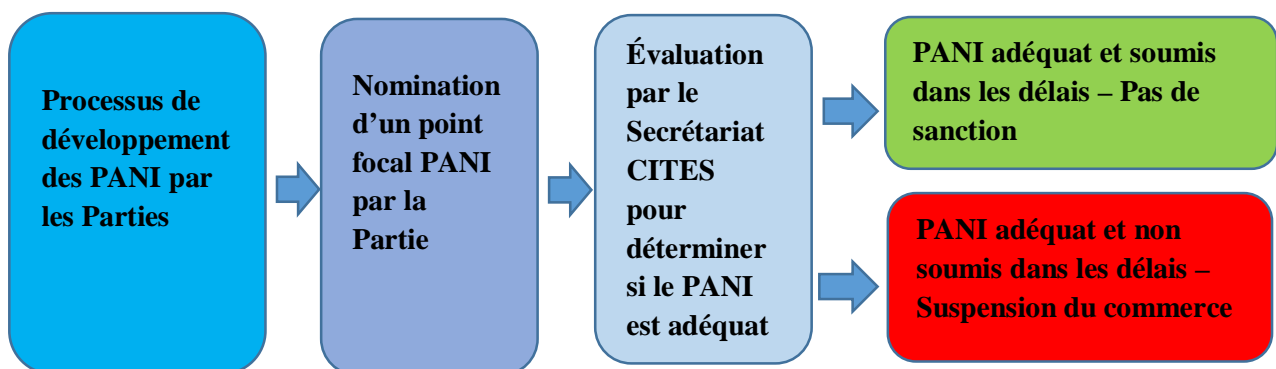 Processus de
développement
des PANI par
les Parties
Nomination
d’un point
focal PANI
par la
Partie
Évaluation
par le
Secrétariat
CITES
pour
déterminer
si le PANI
est adéquat
PANI adéquat et soumis
dans les délais – Pas de
sanction
PANI adéquat et non
soumis dans les délais –
Suspension du commerce